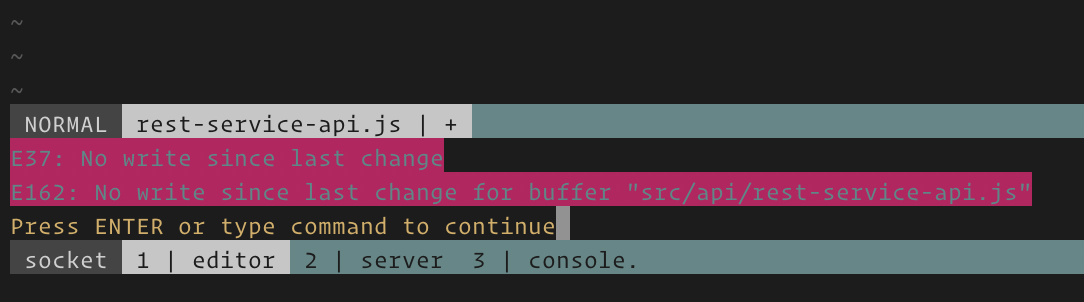 ~
~
~
NORMAL rest-service-api.js | +
E37: No write since last change
E162: No write since last change for buffer "src/api/rest-service-api.js"
Press ENTER or type command to continue
socket 1 | editor 2 | server 3 | console.